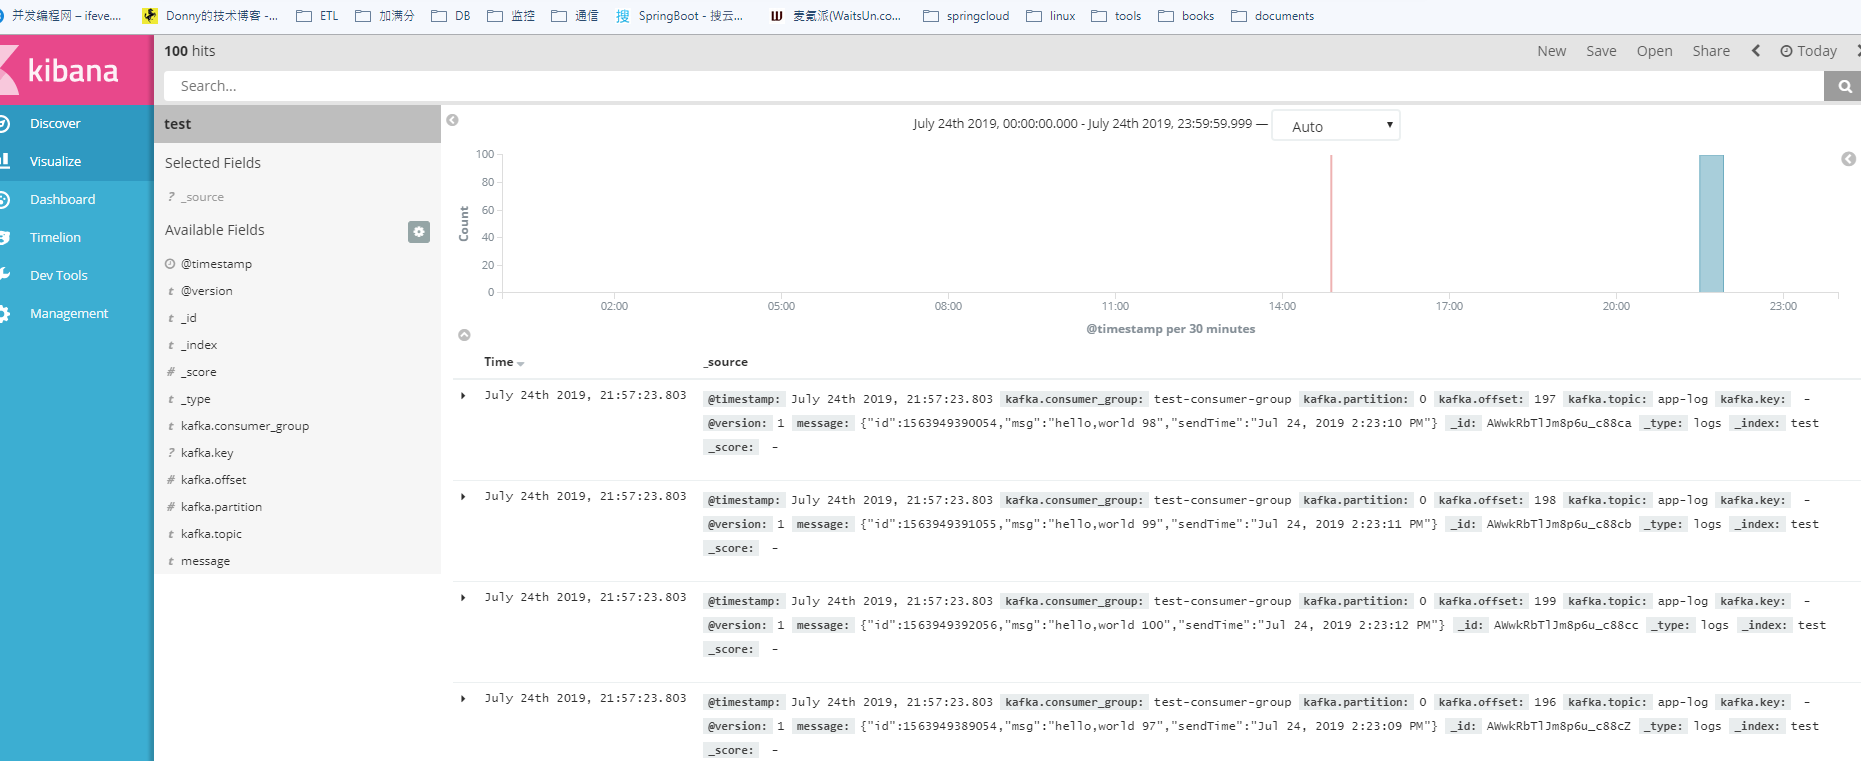 并发编程网 – ifeve.... Donny的技术博客 -... ETL 加满分 DB 监控 通信 搜 SpringBoot - 搜云... W 麦氪派(WaitsUn.co... springcloud linux tools books documents
100 hits New Save Open Share Today
kibana
Search...
Discover
Visualize
Dashboard
Timelion
Dev Tools
Management
test
Selected Fields
? _source
Available Fields
@timestamp
t @version
t _id
t _index
# _score
t _type
t kafka.consumer_group
? kafka.key
# kafka.offset
# kafka.partition
t kafka.topic
t message
July 24th 2019, 00:00:00.000 - July 24th 2019, 23:59:59.999 — Auto
Count
100
80
60
40
20
0
02:00 05:00 08:00 11:00 14:00 17:00 20:00 23:00
@timestamp per 30 minutes
Time _source
July 24th 2019, 21:57:23.803 @timestamp: July 24th 2019, 21:57:23.803 kafka.consumer_group: test-consumer-group kafka.partition: 0 kafka.offset: 197 kafka.topic: app-log kafka.key: -
@version: 1 message: {"id":1563949390054,"msg":"hello,world 98","sendTime":"Jul 24, 2019 2:23:10 PM"} _id: AWwkRbTlJm8p6u_c88ca _type: logs _index: test
_score: -
July 24th 2019, 21:57:23.803 @timestamp: July 24th 2019, 21:57:23.803 kafka.consumer_group: test-consumer-group kafka.partition: 0 kafka.offset: 198 kafka.topic: app-log kafka.key: -
@version: 1 message: {"id":1563949391055,"msg":"hello,world 99","sendTime":"Jul 24, 2019 2:23:11 PM"} _id: AWwkRbTlJm8p6u_c88cb _type: logs _index: test
_score: -
July 24th 2019, 21:57:23.803 @timestamp: July 24th 2019, 21:57:23.803 kafka.consumer_group: test-consumer-group kafka.partition: 0 kafka.offset: 199 kafka.topic: app-log kafka.key: -
@version: 1 message: {"id":1563949392056,"msg":"hello,world 100","sendTime":"Jul 24, 2019 2:23:12 PM"} _id: AWwkRbTlJm8p6u_c88cc _type: logs _index: test
_score: -
July 24th 2019, 21:57:23.803 @timestamp: July 24th 2019, 21:57:23.803 kafka.consumer_group: test-consumer-group kafka.partition: 0 kafka.offset: 196 kafka.topic: app-log kafka.key: -
@version: 1 message: {"id":1563949389054,"msg":"hello,world 97","sendTime":"Jul 24, 2019 2:23:09 PM"} _id: AWwkRbTlJm8p6u_c88cZ _type: logs _index: test
_score: -